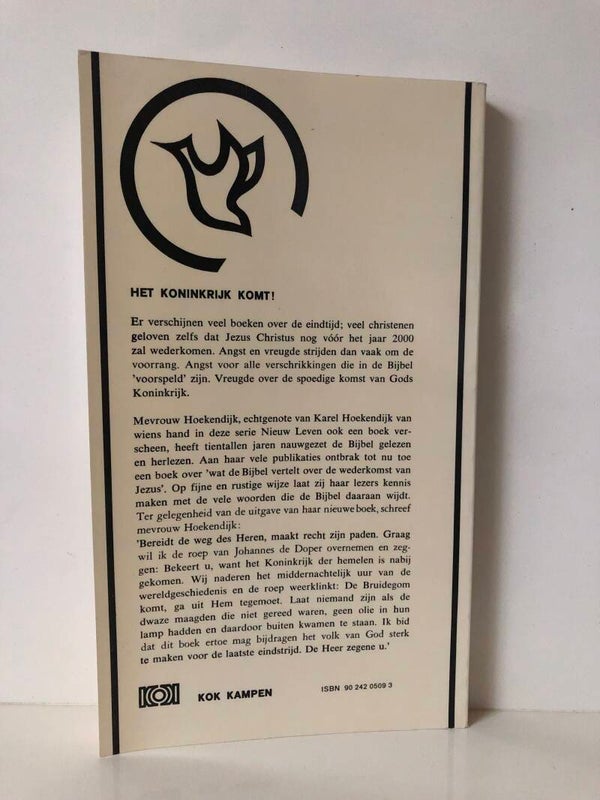 HET KONINKRIJK KOMT!
Er verschijnen veel boeken over de eindtijd; veel christenen
geloven zelfs dat Jezus Christus nog vóór het jaar 2000
zal wederkomen. Angst en vreugde strijden dan vaak om de
voorrang. Angst voor alle verschrikkingen die in de Bijbel
'voorspeld' zijn. Vreugde over de spoedige komst van Gods
Koninkrijk.
Mevrouw Hoekendijk, echtgenote van Karel Hoekendijk van
wiens hand in deze serie Nieuw Leven ook een boek ver-
scheen, heeft tientallen jaren nauwgezet de Bijbel gelezen
en herlezen. Aan haar vele publikaties ontbrak tot nu toe
een boek over 'wat de Bijbel vertelt over de wederkomst van
Jezus'. Op fijne en rustige wijze laat zij haar lezers kennis
maken met de vele woorden die de Bijbel daaraan wijdt.
Ter gelegenheid van de uitgave van haar nieuwe boek, schreef
mevrouw Hoekendijk:
'Bereidt de weg des Heren, maakt recht zijn paden. Graag
wil ik de roep van Johannes de Doper overnemen en zeg-
gen: Bekeert u, want het Koninkrijk der hemelen is nabij
gekomen. Wij naderen het middernachtelijk uur van de
wereldgeschiedenis en de roep weerklinkt: De Bruidegom
komt, ga uit Hem tegemoet. Laat niemand zijn als de
dwaze maagden die niet gereed waren, geen olie in hun
lamp hadden en daardoor buiten kwamen te staan. Ik bid
dat dit boek ertoe mag bijdragen het volk van God sterk
te maken voor de laatste eindstrijd. De Heer zegene u.'
KOK KAMPEN
ISBN 90 242 0509 3